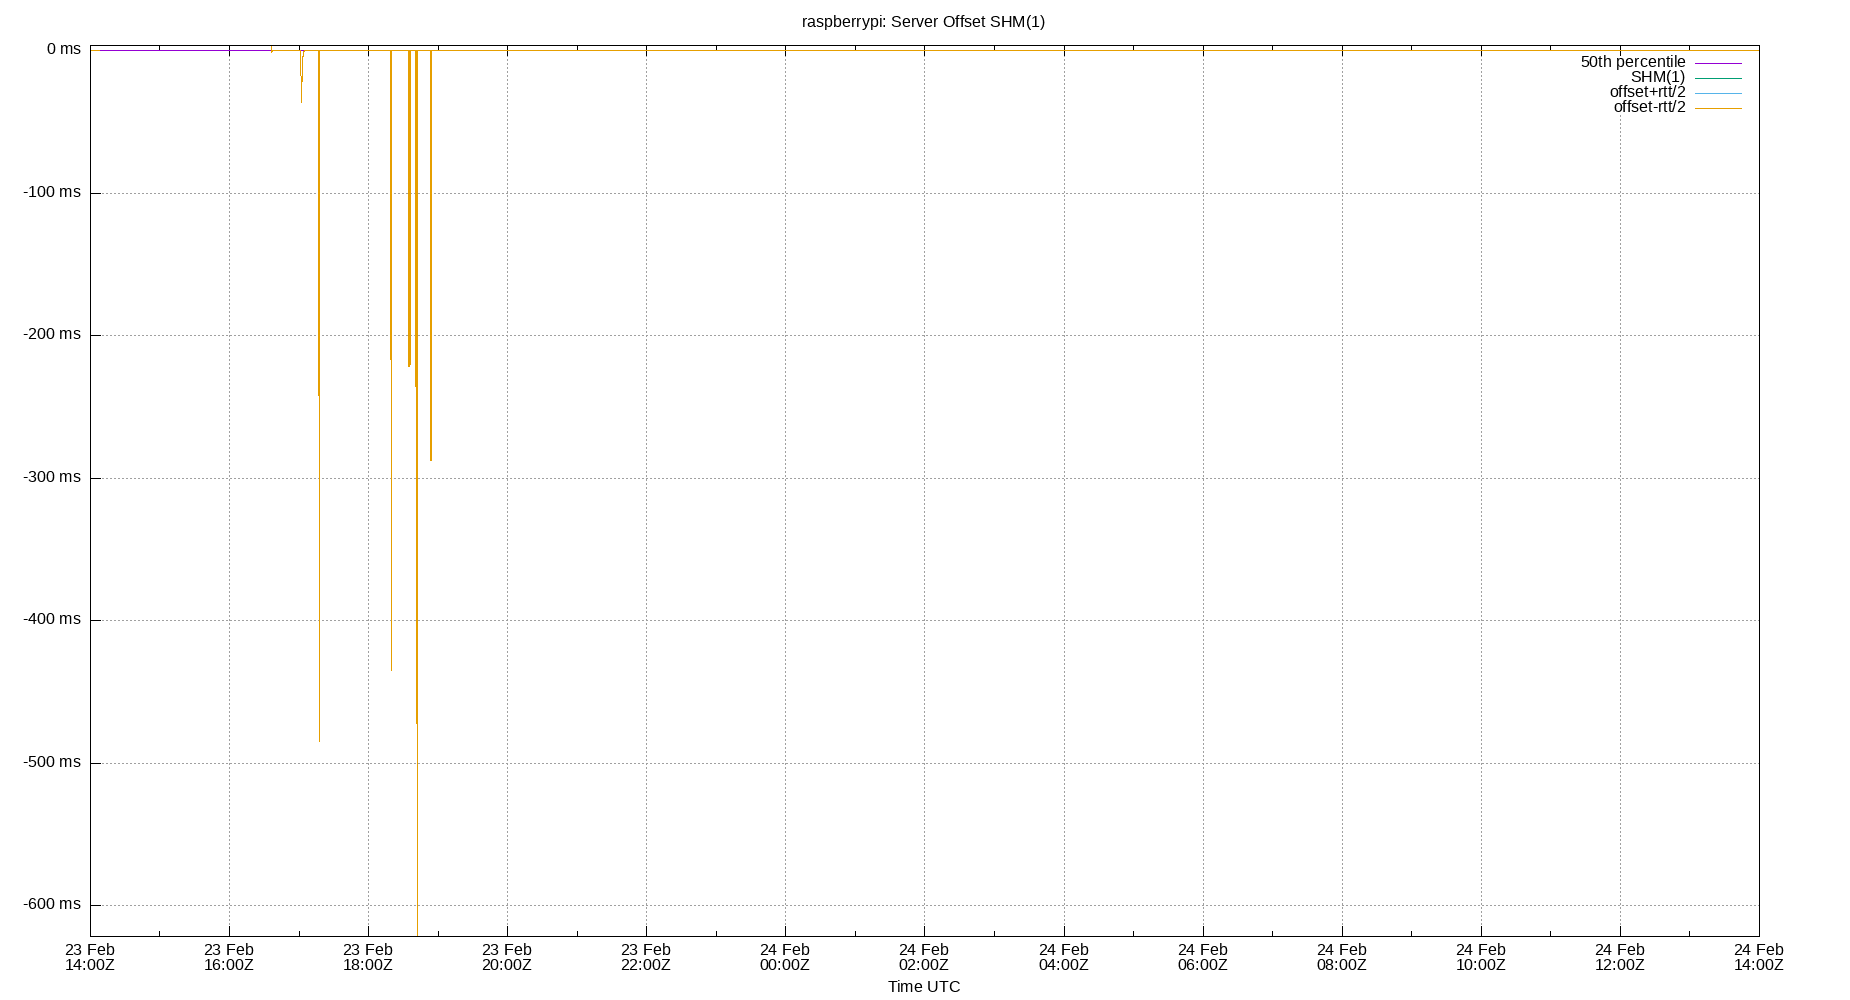 raspberrypi: Server Offset SHM(1)
0 ms
-100 ms
-200 ms
-300 ms
-400 ms
-500 ms
-600 ms
50th percentile
SHM(1)
offset+rtt/2
offset-rtt/2
23 Feb 23 Feb 23 Feb 23 Feb 23 Feb 24 Feb 24 Feb 24 Feb 24 Feb 24 Feb 24 Feb 24 Feb 24 Feb
14:00Z 16:00Z 18:00Z 20:00Z 22:00Z 00:00Z 02:00Z 04:00Z 06:00Z 08:00Z 10:00Z 12:00Z 14:00Z
Time UTC